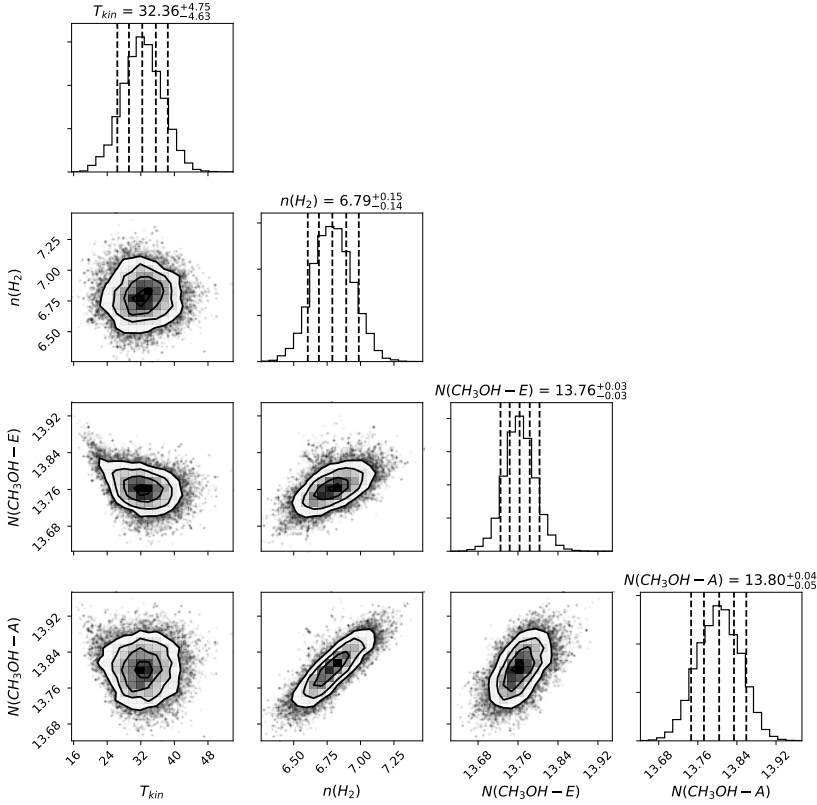 T_kin = 32.36^{+4.75}_{−4.63}
n(H_2) = 6.79^{+0.15}_{−0.14}
n(H_2)
7.25
7.00
6.75
6.50
N(CH_3OH − E) = 13.76^{+0.03}_{−0.03}
N(CH_3OH − E)
13.92
13.84
13.76
13.68
N(CH_3OH − A) = 13.80^{+0.04}_{−0.05}
N(CH_3OH − A)
13.92
13.84
13.76
13.68
16 24 32 40 48
6.50 6.75 7.00 7.25
13.68 13.76 13.84 13.92
13.68 13.76 13.84 13.92
T_kin
n(H_2)
N(CH_3OH − E)
N(CH_3OH − A)